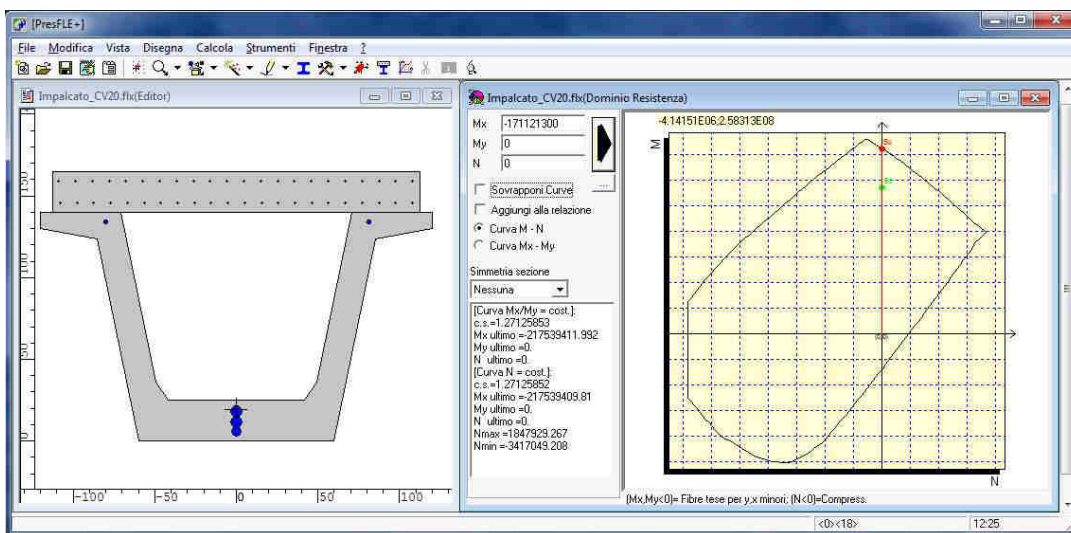 [PresFLE+]
File Modifica Vista Disegna Calcola Strumenti Finestra ?
Impalcato_CV20.flx(Editor)
150
100
50
0
-100 -50 0 50 100
Impalcato_CV20.flx(Dominio Resistenza)
Mx -171121300
My 0
N 0
...
Sovrapponi Curve
Aggiungi alla relazione
Curva M - N
Curva Mx - My
Simmetria sezione
Nessuna
[Curva Mx/My = cost.]:
c.s.=1.27125853
Mx ultimo =-217539411.992
My ultimo =0.
N ultimo =0.
[Curva N = cost.]:
c.s.=1.27125852
Mx ultimo =-217539409.81
My ultimo =0.
N ultimo =0.
Nmax =1847929.267
Nmin =-3417049.208
-4.14151E06;2.58313E08
M
N
(Mx,My<0)= Fibre tese per y,x minori; (N<0)=Compress.
<0><18>
12:25